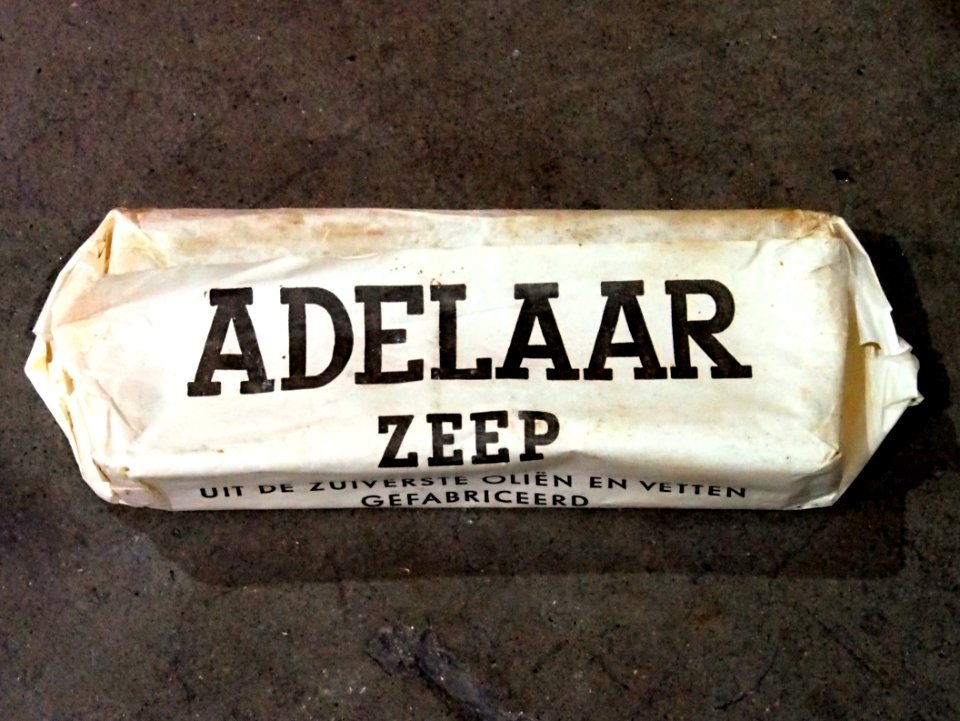 ADELAAR
ZEEP
UIT DE ZUIVERSTE OLIËN EN VETTEN
GEFABRICEERD